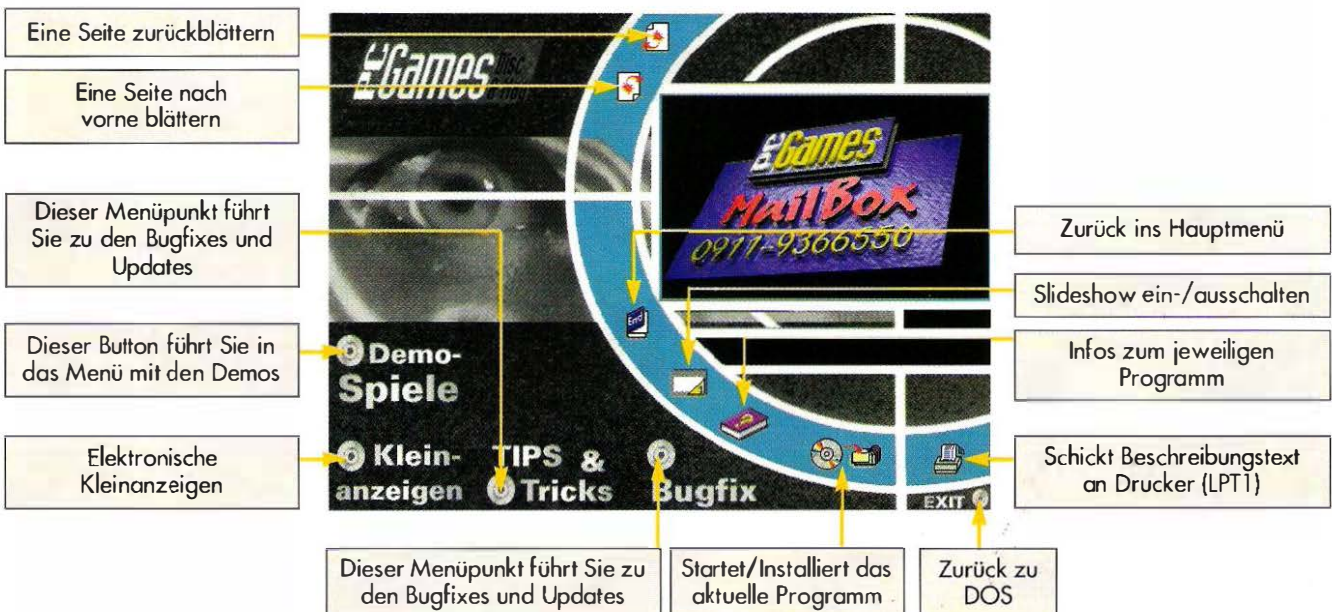 Eine Seite zurückblättern
Eine Seite nach
vorne blättern
Dieser Menüpunkt führt
Sie zu den Bugfixes und
Updates
Dieser Button führt Sie in
das Menü mit den Demos
Elektronische
Kleinanzeigen
PC Games
PC Games
MailBox
0911-9366550
End
Demo-
Spiele
Klein-
anzeigen
TIPS &
Tricks
Bugfix
EXIT
Zurück ins Hauptmenü
Slideshow ein-/ausschalten
Infos zum jeweiligen
Programm
Schickt Beschreibungstext
an Drucker (LPT1)
Dieser Menüpunkt führt Sie zu
den Bugfixes und Updates
Startet/Installiert das
aktuelle Programm
Zurück zu
DOS